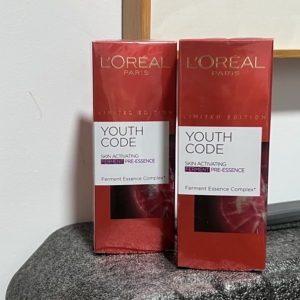 L'ORÉAL
PARIS
LIMITED EDITION
YOUTH
CODE
SKIN ACTIVATING
FERMENT PRE-ESSENCE
Ferment Essence Complex*
L'ORÉAL
PARIS
LIMITED EDITION
YOUTH
CODE
SKIN ACTIVATING
FERMENT PRE-ESSENCE
Ferment Essence Complex*